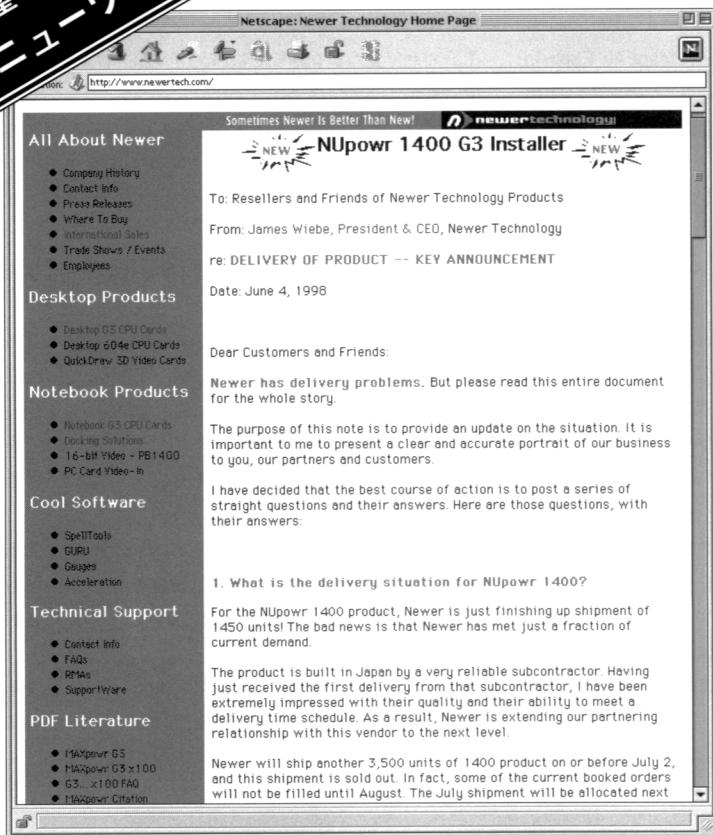 ニュー
Netscape: Newer Technology Home Page
http://www.newertech.com/
Sometimes Newer Is Better Than New! newertechnology
All About Newer
Company History
Contact Info
Press Releases
Where To Buy
International Sales
Trade Shows / Events
Employees
Desktop Products
Desktop G3 CPU Cards
Desktop 604e CPU Cards
QuickDraw 3D Video Cards
Notebook Products
Notebook G3 CPU Cards
Docking Solutions
16-bit Video - PB1400
PC Card Video-In
Cool Software
SpellTools
GURU
Gauges
Acceleration
Technical Support
Contact Info
FAQs
RMAs
SupportWare
PDF Literature
MAXpowr G3
MAXpowr G3 x100
G3... x100 FAQ
MAXpowr Citation
NEW NUpowr 1400 G3 Installer NEW
To: Resellers and Friends of Newer Technology Products
From: James Wiebe, President & CEO, Newer Technology
re: DELIVERY OF PRODUCT -- KEY ANNOUNCEMENT
Date: June 4, 1998
Dear Customers and Friends:
Newer has delivery problems. But please read this entire document
for the whole story.
The purpose of this note is to provide an update on the situation. It is
important to me to present a clear and accurate portrait of our business
to you, our partners and customers.
I have decided that the best course of action is to post a series of
straight questions and their answers. Here are those questions, with
their answers:
1. What is the delivery situation for NUpowr 1400?
For the NUpowr 1400 product, Newer is just finishing up shipment of
1450 units! The bad news is that Newer has met just a fraction of
current demand.
The product is built in Japan by a very reliable subcontractor. Having
just received the first delivery from that subcontractor, I have been
extremely impressed with their quality and their ability to meet a
delivery time schedule. As a result, Newer is extending our partnering
relationship with this vendor to the next level.
Newer will ship another 3,500 units of 1400 product on or before July 2,
and this shipment is sold out. In fact, some of the current booked orders
will not be filled until August. The July shipment will be allocated next